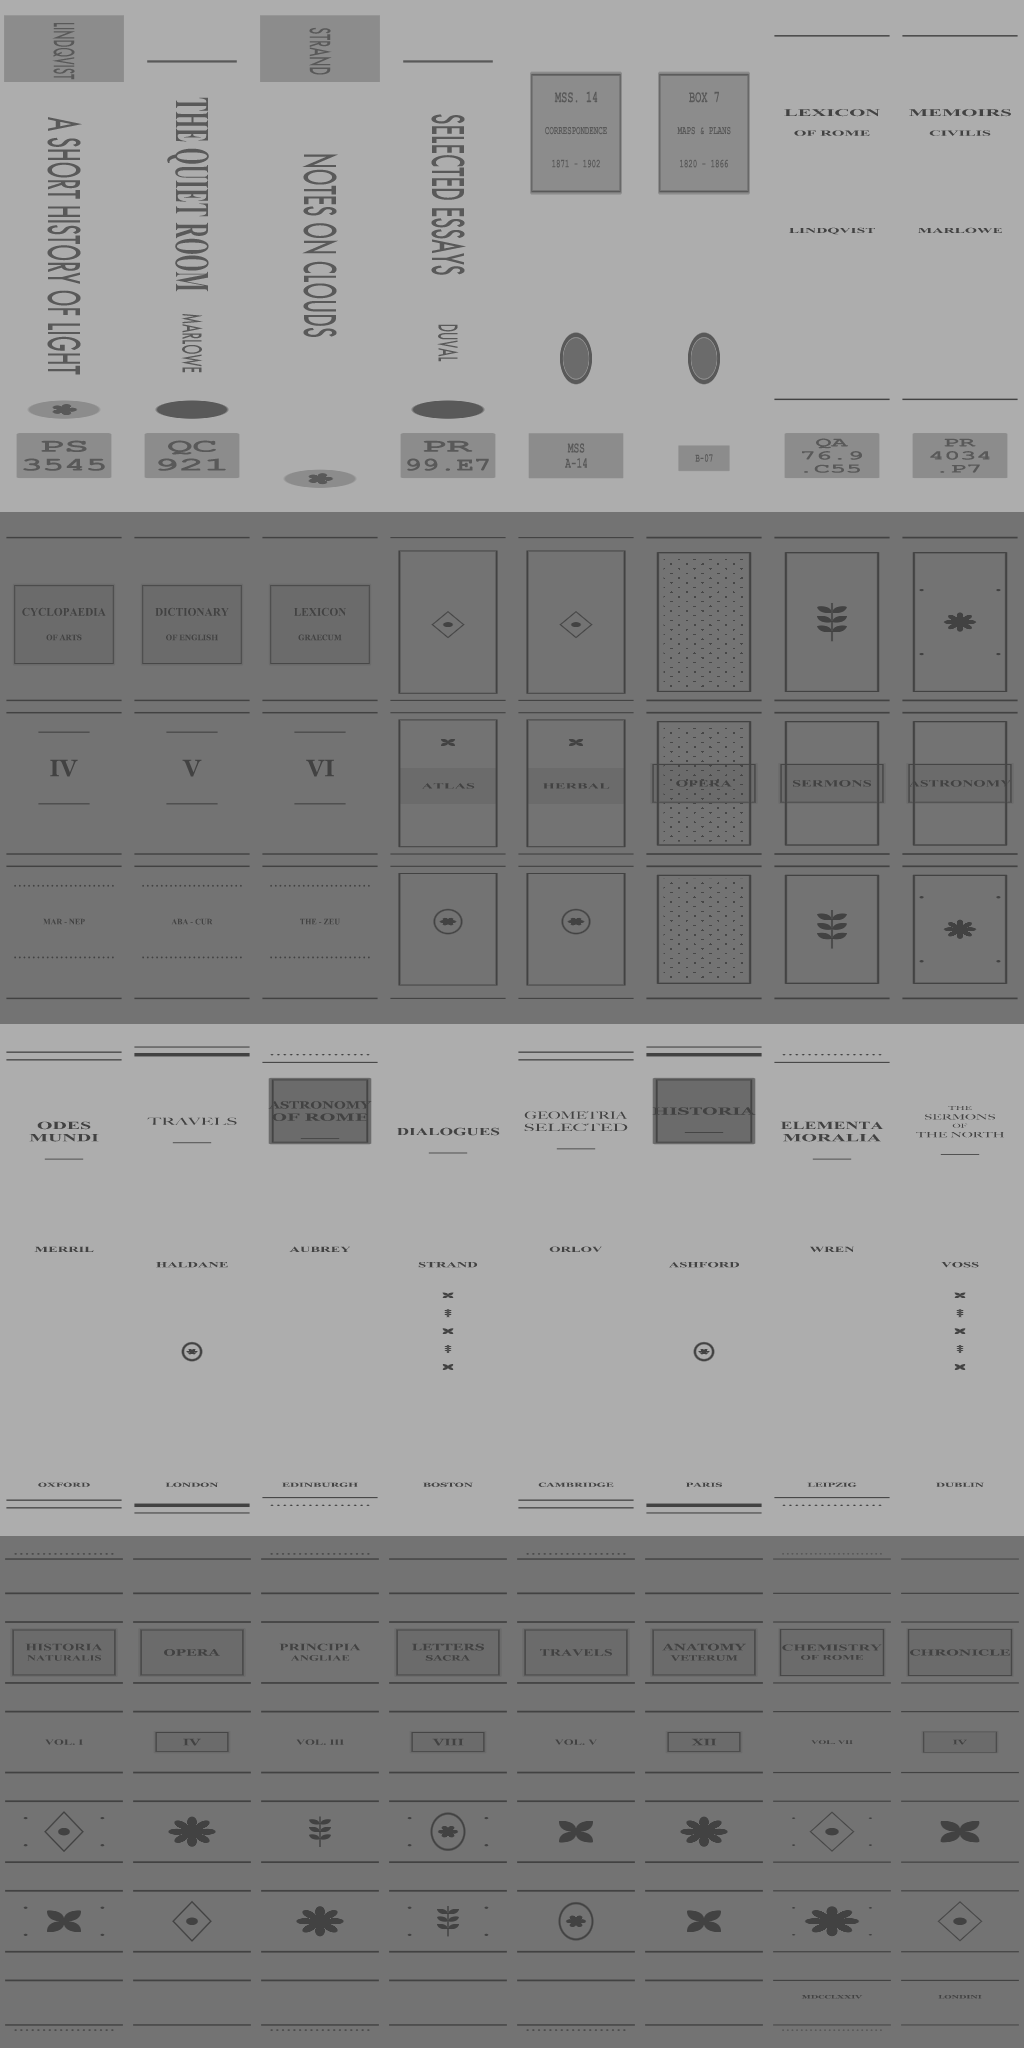 LINDQVIST
A SHORT HISTORY OF LIGHT
PS
3545
THE QUIET ROOM
MARLOWE
QC
921
STRAND
NOTES ON CLOUDS
SELECTED ESSAYS
DUVAL
PR
99.E7
MSS. 14
CORRESPONDENCE
1871 - 1902
MSS
A-14
BOX 7
MAPS & PLANS
1820 - 1866
B-07
LEXICON
OF ROME
LINDQVIST
QA
76.9
.C55
MEMOIRS
CIVILIS
MARLOWE
PR
4034
.P7
CYCLOPAEDIA
OF ARTS
IV
MAR - NEP
DICTIONARY
OF ENGLISH
V
ABA - CUR
LEXICON
GRAECUM
VI
THE - ZEU
ATLAS
HERBAL
OPERA
SERMONS
ASTRONOMY
ODES
MUNDI
MERRIL
OXFORD
TRAVELS
HALDANE
LONDON
ASTRONOMY
OF ROME
AUBREY
EDINBURGH
DIALOGUES
STRAND
BOSTON
GEOMETRIA
SELECTED
ORLOV
CAMBRIDGE
HISTORIA
ASHFORD
PARIS
ELEMENTA
MORALIA
WREN
LEIPZIG
THE
SERMONS
OF
THE NORTH
VOSS
DUBLIN
HISTORIA
NATURALIS
VOL. I
OPERA
IV
PRINCIPIA
ANGLIAE
VOL. III
LETTERS
SACRA
VIII
TRAVELS
VOL. V
ANATOMY
VETERUM
XII
CHEMISTRY
OF ROME
VOL. VII
MDCCLXXIV
CHRONICLE
IV
LONDINI